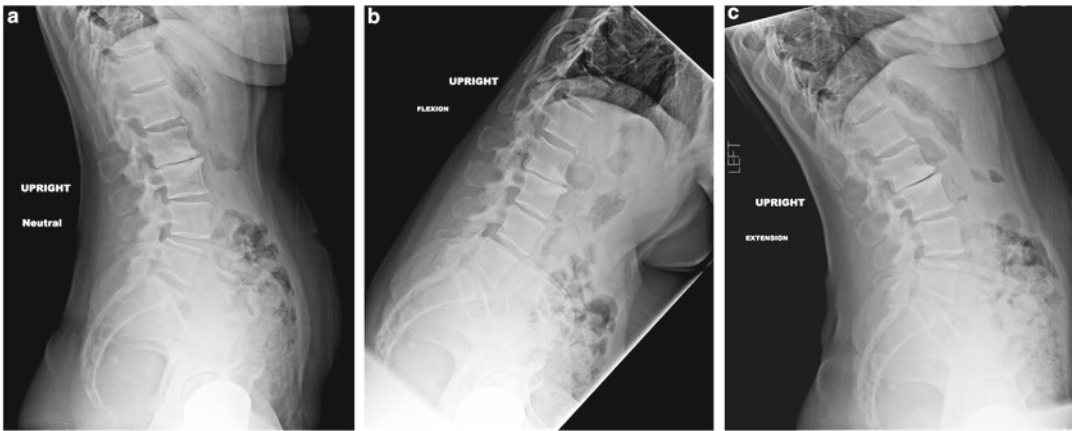 a
UPRIGHT
Neutral
b
UPRIGHT
FLEXION
c
LEFT
UPRIGHT
EXTENSION